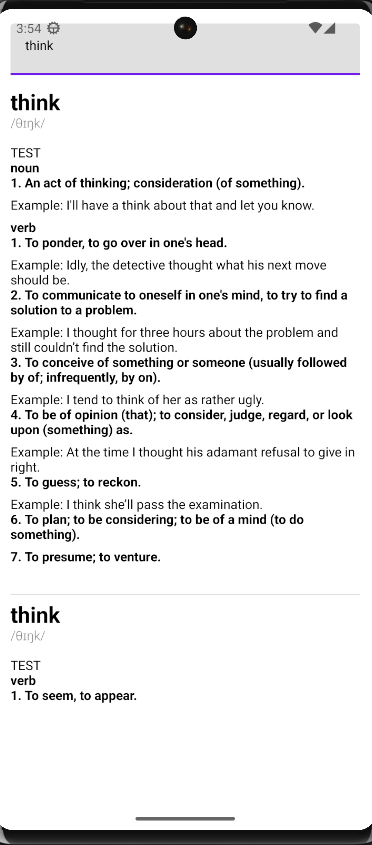 3:54
think
think
/θɪŋk/
TEST
noun
1. An act of thinking; consideration (of something).
Example: I'll have a think about that and let you know.
verb
1. To ponder, to go over in one's head.
Example: Idly, the detective thought what his next move
should be.
2. To communicate to oneself in one's mind, to try to find a
solution to a problem.
Example: I thought for three hours about the problem and
still couldn't find the solution.
3. To conceive of something or someone (usually followed
by of; infrequently, by on).
Example: I tend to think of her as rather ugly.
4. To be of opinion (that); to consider, judge, regard, or look
upon (something) as.
Example: At the time I thought his adamant refusal to give in
right.
5. To guess; to reckon.
Example: I think she'll pass the examination.
6. To plan; to be considering; to be of a mind (to do
something).
7. To presume; to venture.
think
/θɪŋk/
TEST
verb
1. To seem, to appear.